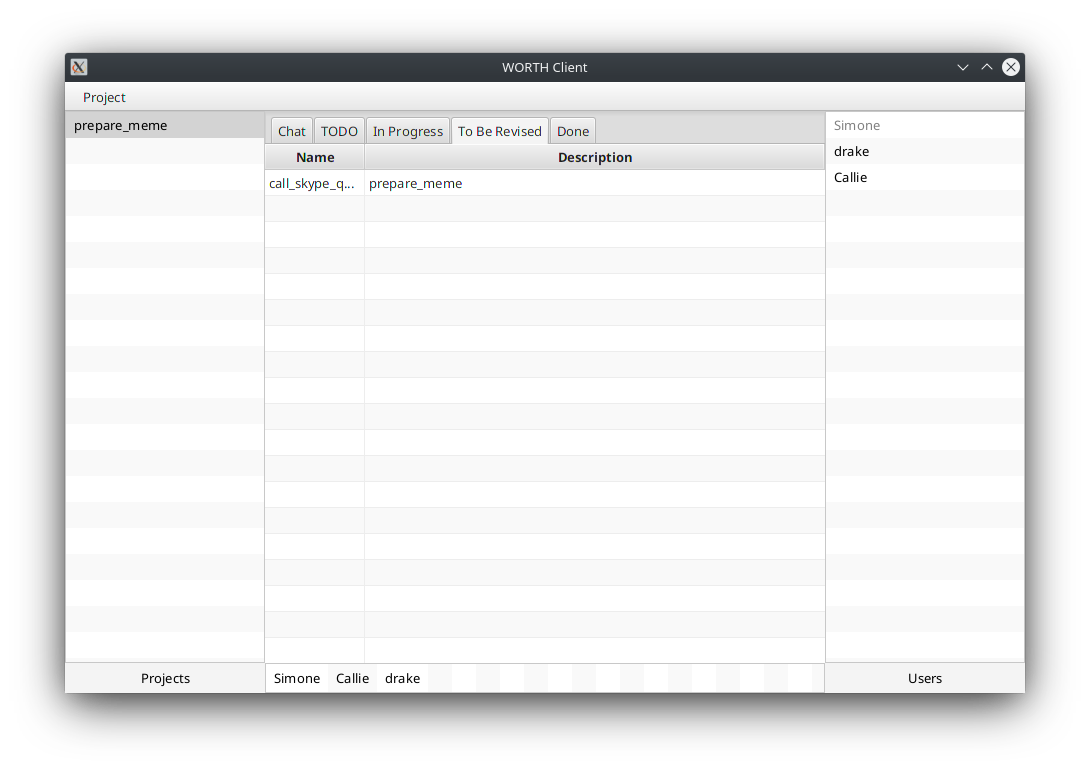 WORTH Client
Project
prepare_meme
Chat TODO In Progress To Be Revised Done
Name Description
call_skype_q... prepare_meme
Simone
drake
Callie
Projects
Simone Callie drake
Users